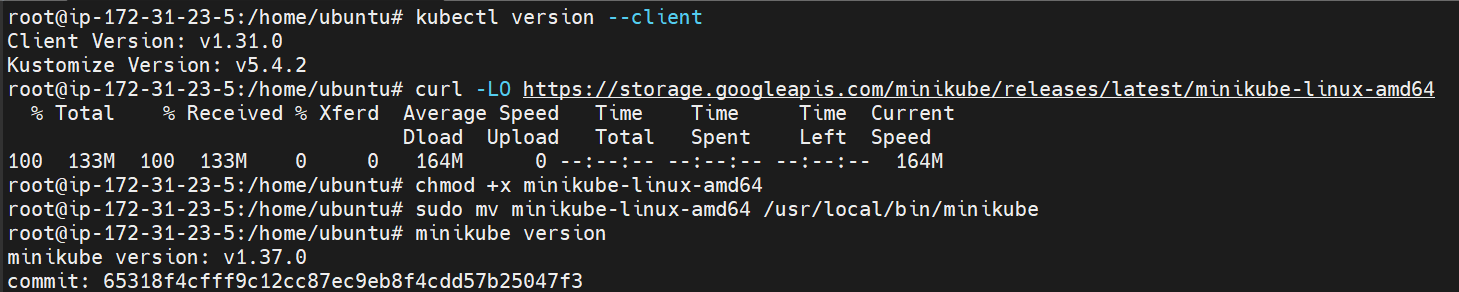 root@ip-172-31-23-5:/home/ubuntu# kubectl version --client
Client Version: v1.31.0
Kustomize Version: v5.4.2
root@ip-172-31-23-5:/home/ubuntu# curl -LO https://storage.googleapis.com/minikube/releases/latest/minikube-linux-amd64
  % Total    % Received % Xferd  Average Speed   Time    Time     Time  Current
                                 Dload  Upload   Total   Spent    Left  Speed
100  133M  100  133M    0     0   164M      0 --:--:-- --:--:-- --:--:--  164M
root@ip-172-31-23-5:/home/ubuntu# chmod +x minikube-linux-amd64
root@ip-172-31-23-5:/home/ubuntu# sudo mv minikube-linux-amd64 /usr/local/bin/minikube
root@ip-172-31-23-5:/home/ubuntu# minikube version
minikube version: v1.37.0
commit: 65318f4cfff9c12cc87ec9eb8f4cdd57b25047f3